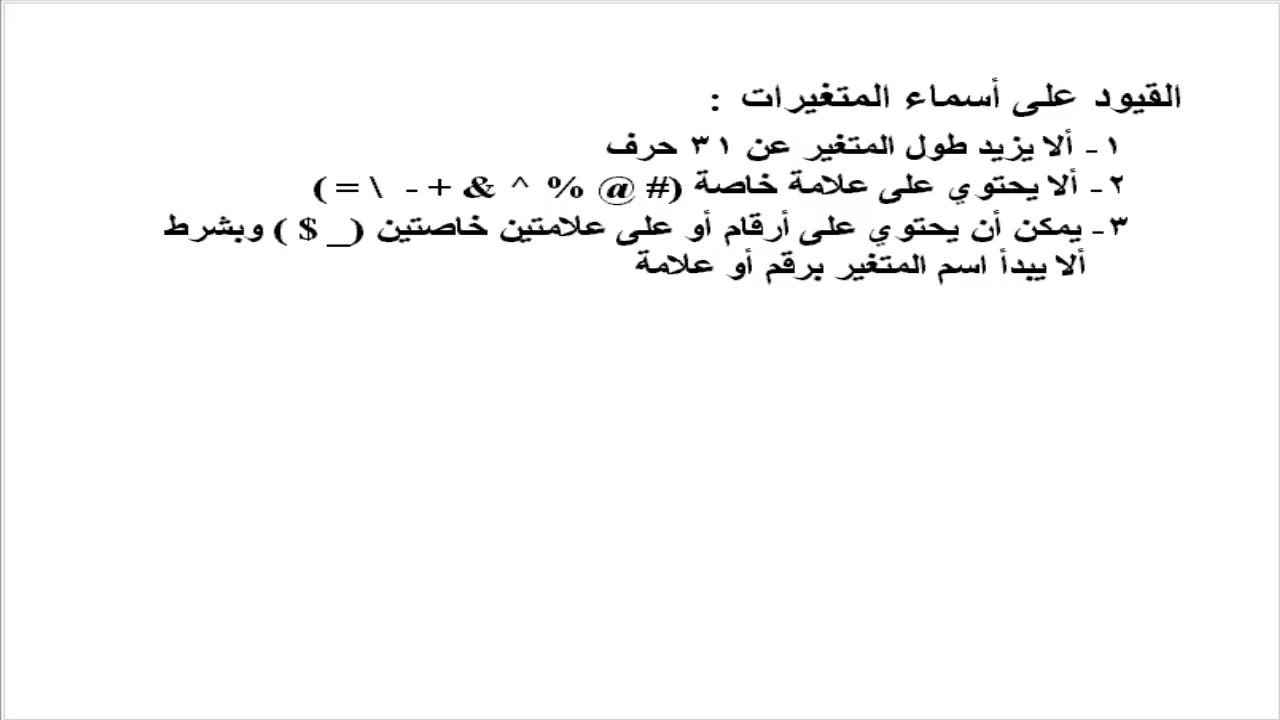 القيود على أسماء المتغيرات :
١- ألا يزيد طول المتغير عن ٣١ حرف
٢- ألا يحتوي على علامة خاصة (# @ % ^ & + - \ = )
٣- يمكن أن يحتوي على أرقام أو على علامتين خاصتين (_ $ ) وبشرط
ألا يبدأ اسم المتغير برقم أو علامة